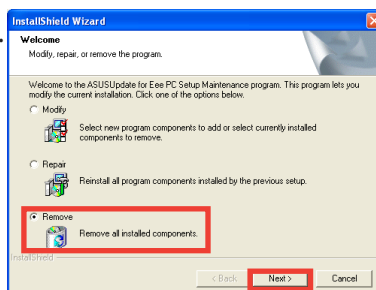 InstallShield Wizard
Welcome
Modify, repair, or remove the program.
Welcome to the ASUSUpdate for Eee PC Setup Maintenance program. This program lets you
modify the current installation. Click one of the options below.
Modify
Select new program components to add or select currently installed
components to remove.
Repair
Reinstall all program components installed by the previous setup.
Remove
Remove all installed components.
InstallShield
< Back Next > Cancel